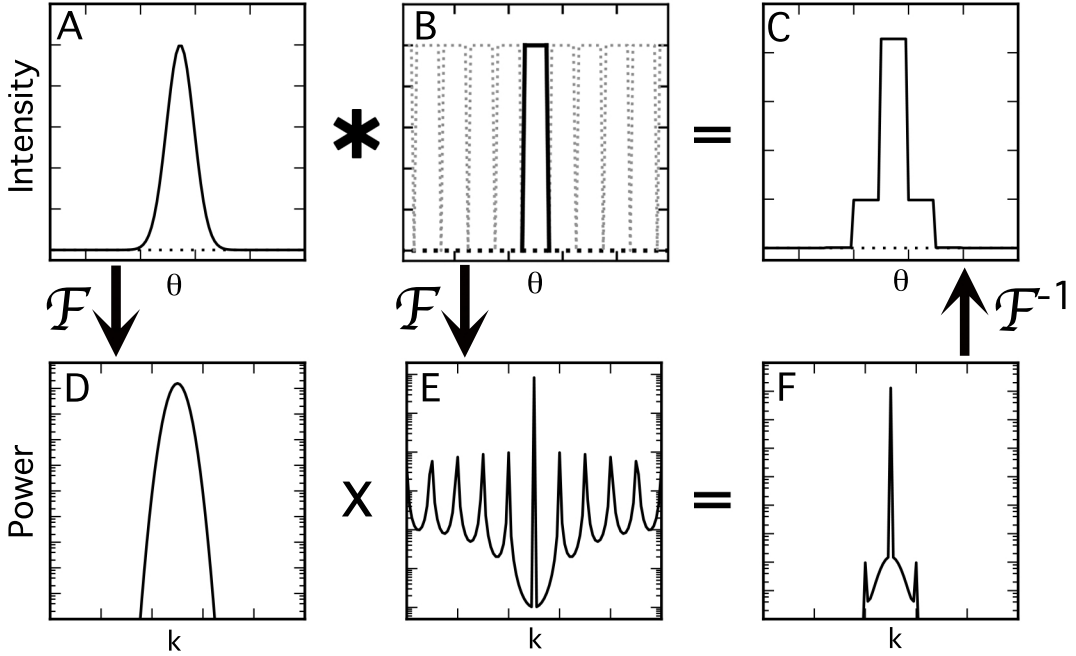 A
B
C
Intensity
*
=
θ
θ
θ
ℱ
ℱ
ℱ-1
D
E
F
Power
x
=
k
k
k